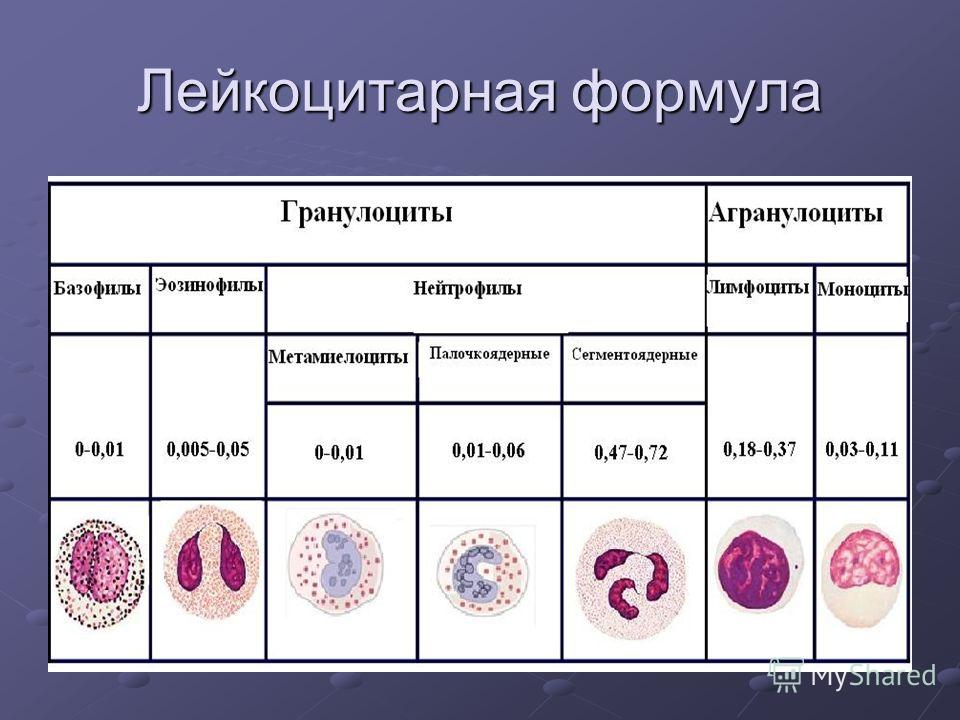 Лейкоцитарная формула
Гранулоциты Агранулоциты
Базофилы Эозинофилы Нейтрофилы Лимфоциты Моноциты
Метамиелоциты Палочкоядерные Сегментоядерные
0-0,01 0,005-0,05 0-0,01 0,01-0,06 0,47-0,72 0,18-0,37 0,03-0,11
MyShared